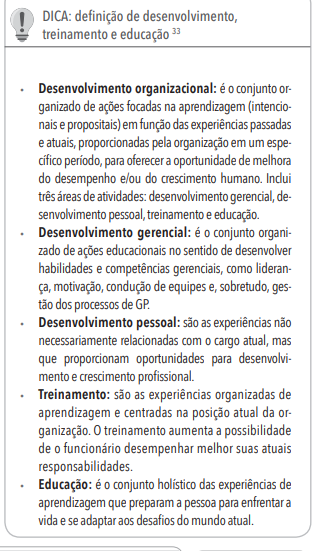 DICA: definição de desenvolvimento,
treinamento e educação 33
• Desenvolvimento organizacional: é o conjunto or-
ganizado de ações focadas na aprendizagem (intencio-
nais e propositais) em função das experiências passadas
e atuais, proporcionadas pela organização em um espe-
cífico período, para oferecer a oportunidade de melhora
do desempenho e/ou do crescimento humano. Inclui
três áreas de atividades: desenvolvimento gerencial, de-
senvolvimento pessoal, treinamento e educação.
• Desenvolvimento gerencial: é o conjunto organi-
zado de ações educacionais no sentido de desenvolver
habilidades e competências gerenciais, como lideran-
ça, motivação, condução de equipes e, sobretudo, ges-
tão dos processos de GP.
• Desenvolvimento pessoal: são as experiências não
necessariamente relacionadas com o cargo atual, mas
que proporcionam oportunidades para desenvolvi-
mento e crescimento profissional.
• Treinamento: são as experiências organizadas de
aprendizagem e centradas na posição atual da or-
ganização. O treinamento aumenta a possibilidade
de o funcionário desempenhar melhor suas atuais
responsabilidades.
• Educação: é o conjunto holístico das experiências de
aprendizagem que preparam a pessoa para enfrentar a
vida e se adaptar aos desafios do mundo atual.